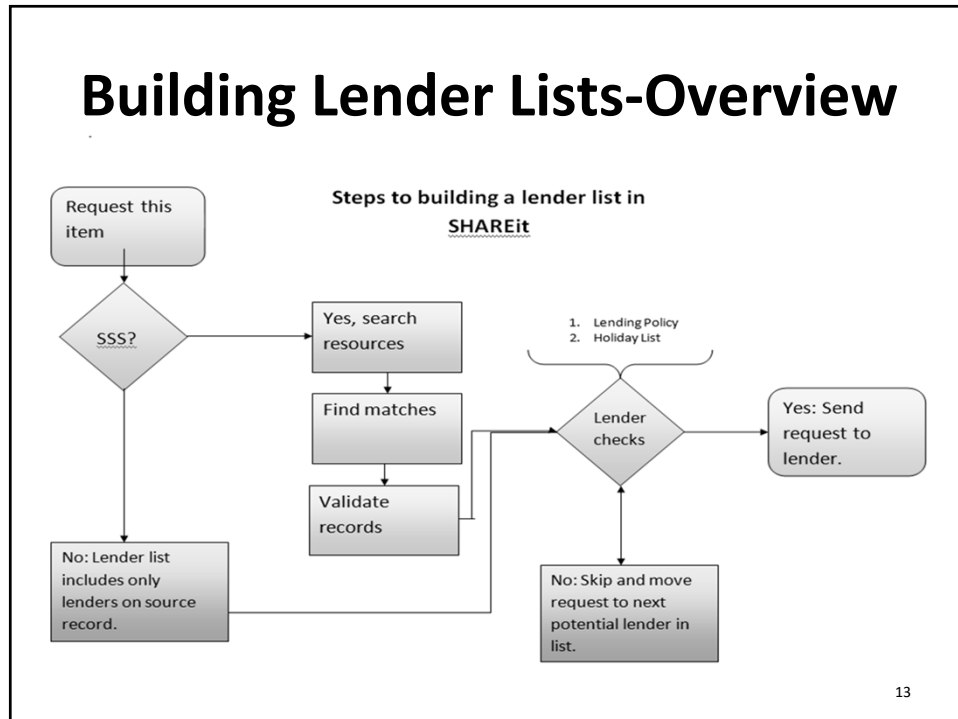 Building Lender Lists-Overview
Steps to building a lender list in
SHAREit
Request this
item
SSS?
Yes, search
resources
Find matches
Validate
records
No: Lender list
includes only
lenders on source
record.
1. Lending Policy
2. Holiday List
Lender
checks
Yes: Send
request to
lender.
No: Skip and move
request to next
potential lender in
list.
13